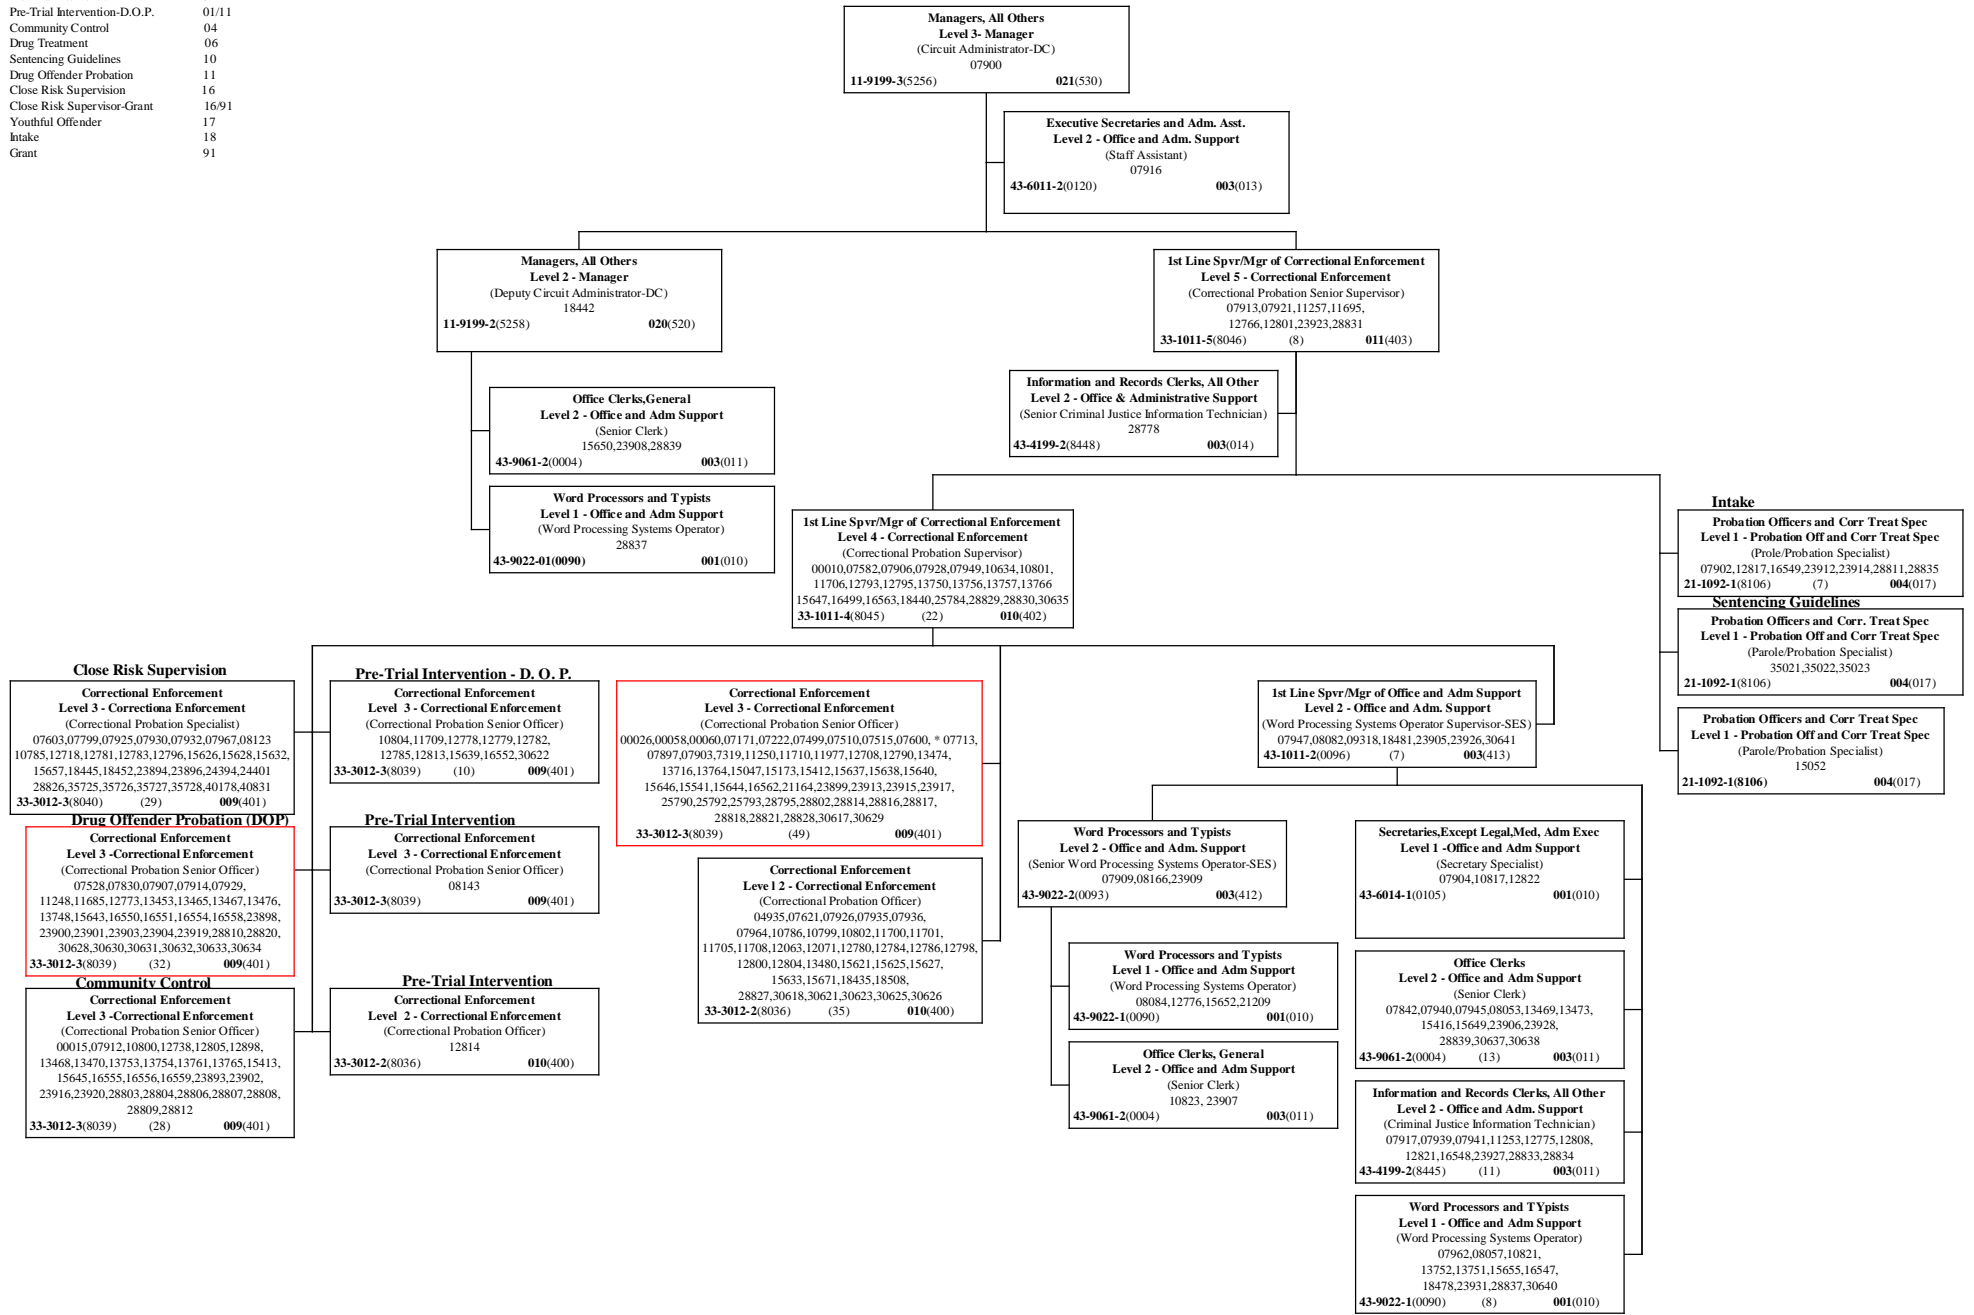 Pre-Trial Intervention-D.O.P. 01/11
Community Control 04
Drug Treatment 06
Sentencing Guidelines 10
Drug Offender Probation 11
Close Risk Supervision 16
Close Risk Supervisor-Grant 16/91
Youthful Offender 17
Intake 18
Grant 91
Managers, All Others
Level 3- Manager
(Circuit Administrator-DC)
07900
11-9199-3(5256) 021(530)
Executive Secretaries and Adm. Asst.
Level 2 - Office and Adm. Support
(Staff Assistant)
07916
43-6011-2(0120) 003(013)
Managers, All Others
Level 2 - Manager
(Deputy Circuit Administrator-DC)
18442
11-9199-2(5258) 020(520)
1st Line Spvr/Mgr of Correctional Enforcement
Level 5 - Correctional Enforcement
(Correctional Probation Senior Supervisor)
07913,07921,11257,11695,
12766,12801,23923,28831
33-1011-5(8046) (8) 011(403)
Office Clerks,General
Level 2 - Office and Adm Support
(Senior Clerk)
15650,23908,28839
43-9061-2(0004) 003(011)
Information and Records Clerks, All Other
Level 2 - Office & Administrative Support
(Senior Criminal Justice Information Technician)
28778
43-4199-2(8448) 003(014)
Word Processors and Typists
Level 1 - Office and Adm Support
(Word Processing Systems Operator)
28837
43-9022-01(0090) 001(010)
1st Line Spvr/Mgr of Correctional Enforcement
Level 4 - Correctional Enforcement
(Correctional Probation Supervisor)
00010,07582,07906,07928,07949,10634,10801,
11706,12793,12795,13750,13756,13757,13766
15647,16499,16563,18440,25784,28829,28830,30635
33-1011-4(8045) (22) 010(402)
Intake
Probation Officers and Corr Treat Spec
Level 1 - Probation Off and Corr Treat Spec
(Prole/Probation Specialist)
07902,12817,16549,23912,23914,28811,28835
21-1092-1(8106) (7) 004(017)
Sentencing Guidelines
Probation Officers and Corr. Treat Spec
Level 1 - Probation Off and Corr Treat Spec
(Parole/Probation Specialist)
35021,35022,35023
21-1092-1(8106) 004(017)
Probation Officers and Corr Treat Spec
Level 1 - Probation Off and Corr Treat Spec
(Parole/Probation Specialist)
15052
21-1092-1(8106) 004(017)
Close Risk Supervision
Correctional Enforcement
Level 3 - Correctiona Enforcement
(Correctional Probation Specialist)
07603,07799,07925,07930,07932,07967,08123
10785,12718,12781,12783,12796,15626,15628,15632,
15657,18445,18452,23894,23896,24394,24401
28826,35725,35726,35727,35728,40178,40831
33-3012-3(8040) (29) 009(401)
Pre-Trial Intervention - D. O. P.
Correctional Enforcement
Level 3 - Correctional Enforcement
(Correctional Probation Senior Officer)
10804,11709,12778,12779,12782,
12785,12813,15639,16552,30622
33-3012-3(8039) (10) 009(401)
Correctional Enforcement
Level 3 - Correctional Enforcement
(Correctional Probation Senior Officer)
00026,00058,00060,07171,07222,07499,07510,07515,07600, * 07713,
07897,07903,7319,11250,11710,11977,12708,12790,13474,
13716,13764,15047,15173,15412,15637,15638,15640,
15646,15541,15644,16562,21164,23899,23913,23915,23917,
25790,25792,25793,28795,28802,28814,28816,28817,
28818,28821,28828,30617,30629
33-3012-3(8039) (49) 009(401)
1st Line Spvr/Mgr of Office and Adm Support
Level 2 - Office and Adm. Support
(Word Processing Systems Operator Supervisor-SES)
07947,08082,09318,18481,23905,23926,30641
43-1011-2(0096) (7) 003(413)
Drug Offender Probation (DOP)
Correctional Enforcement
Level 3 -Correctional Enforcement
(Correctional Probation Senior Officer)
07528,07830,07907,07914,07929,
11248,11685,12773,13453,13465,13467,13476,
13748,15643,16550,16551,16554,16558,23898,
23900,23901,23903,23904,23919,28810,28820,
30628,30630,30631,30632,30633,30634
33-3012-3(8039) (32) 009(401)
Pre-Trial Intervention
Correctional Enforcement
Level 3 - Correctional Enforcement
(Correctional Probation Senior Officer)
08143
33-3012-3(8039) 009(401)
Correctional Enforcement
Level 2 - Correctional Enforcement
(Correctional Probation Officer)
04935,07621,07926,07935,07936,
07964,10786,10799,10802,11700,11701,
11705,11708,12063,12071,12780,12784,12786,12798,
12800,12804,13480,15621,15625,15627,
15633,15671,18435,18508,
28827,30618,30621,30623,30625,30626
33-3012-2(8036) (35) 010(400)
Word Processors and Typists
Level 2 - Office and Adm. Support
(Senior Word Processing Systems Operator-SES)
07909,08166,23909
43-9022-2(0093) 003(412)
Secretaries,Except Legal,Med, Adm Exec
Level 1 -Office and Adm Support
(Secretary Specialist)
07904,10817,12822
43-6014-1(0105) 001(010)
Community Control
Correctional Enforcement
Level 3 -Correctional Enforcement
(Correctional Probation Senior Officer)
00015,07912,10800,12738,12805,12898,
13468,13470,13753,13754,13761,13765,15413,
15645,16555,16556,16559,23893,23902,
23916,23920,28803,28804,28806,28807,28808,
28809,28812
33-3012-3(8039) (28) 009(401)
Pre-Trial Intervention
Correctional Enforcement
Level 2 - Correctional Enforcement
(Correctional Probation Officer)
12814
33-3012-2(8036) 010(400)
Word Processors and Typists
Level 1 - Office and Adm Support
(Word Processing Systems Operator)
08084,12776,15652,21209
43-9022-1(0090) 001(010)
Office Clerks, General
Level 2 - Office and Adm Support
(Senior Clerk)
10823, 23907
43-9061-2(0004) 003(011)
Office Clerks
Level 2 - Office and Adm Support
(Senior Clerk)
07842,07940,07945,08053,13469,13473,
15416,15649,23906,23928,
28839,30637,30638
43-9061-2(0004) (13) 003(011)
Information and Records Clerks, All Other
Level 2 - Office and Adm. Support
(Criminal Justice Information Technician)
07917,07939,07941,11253,12775,12808,
12821,16548,23927,28833,28834
43-4199-2(8445) (11) 003(011)
Word Processors and TYpists
Level 1 - Office and Adm Support
(Word Processing Systems Operator)
07962,08057,10821,
13752,13751,15655,16547,
18478,23931,28837,30640
43-9022-1(0090) (8) 001(010)